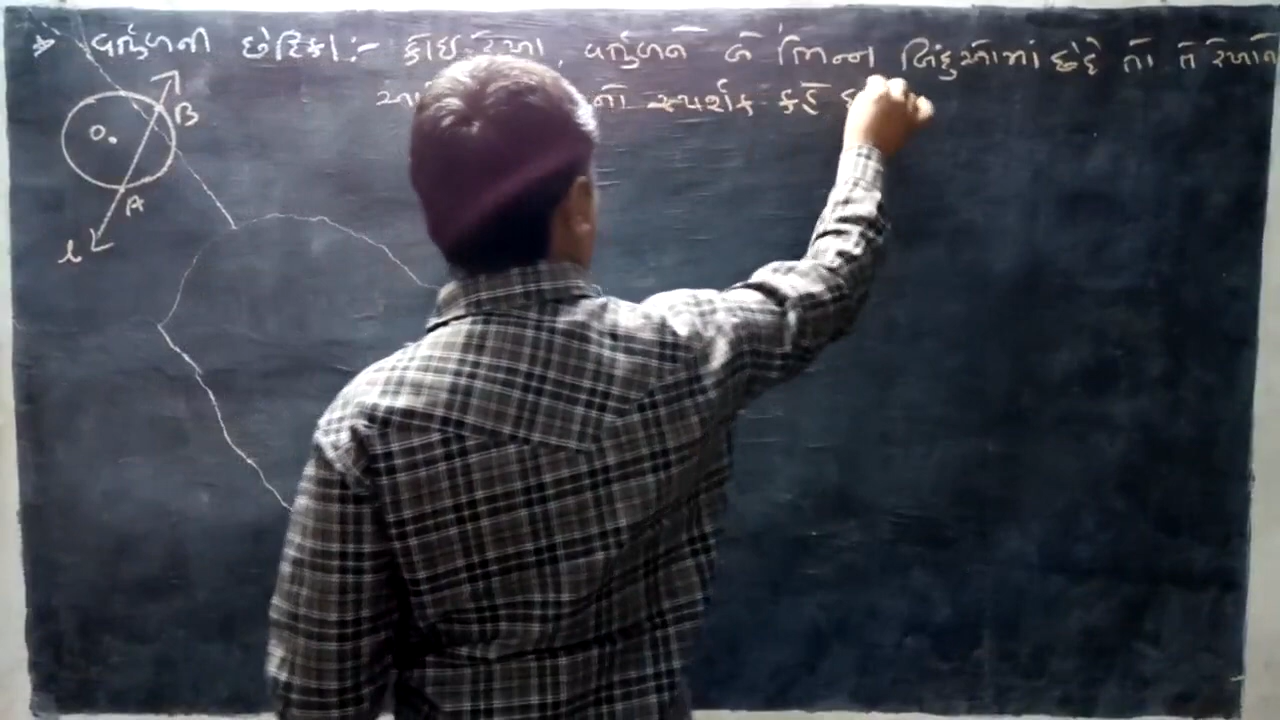 → વર્તુળની છેદિકા :- કોઇ રેખા, વર્તુળને બે ભિન્ન બિંદુઓમાં છેદે તો તે રેખાને
આ નો સ્પર્શક કહે
O.
B
A
l